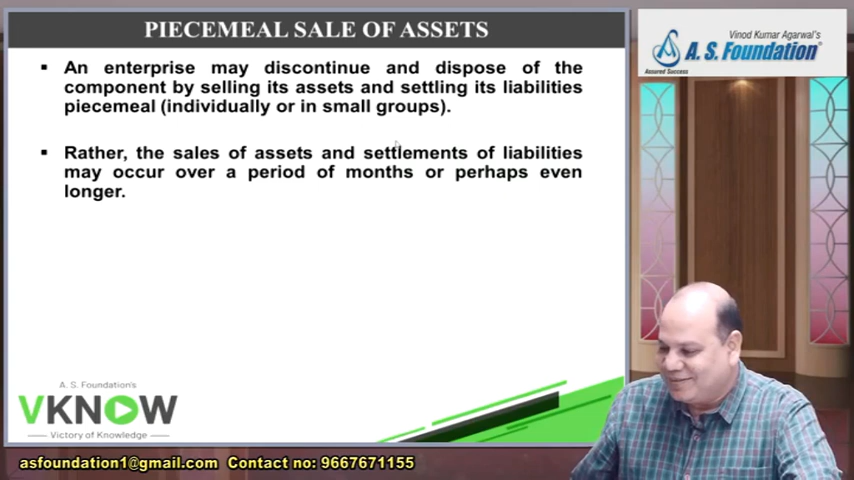 PIECEMEAL SALE OF ASSETS
▪ An enterprise may discontinue and dispose of the
component by selling its assets and settling its liabilities
piecemeal (individually or in small groups).
▪ Rather, the sales of assets and settlements of liabilities
may occur over a period of months or perhaps even
longer.
A. S. Foundation's
VKNOW
Victory of Knowledge
Vinod Kumar Agarwal's
A. S. Foundation®
Assured Success
asfoundation1@gmail.com Contact no: 9667671155